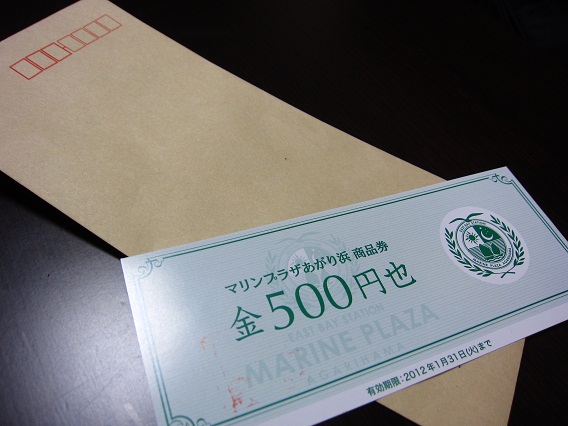 マリンプラザあがり浜 商品券
金500円也
EAST BAY STATION
MARINE PLAZA
AGARIHAMA
有効期限:2012年1月31日(火)まで